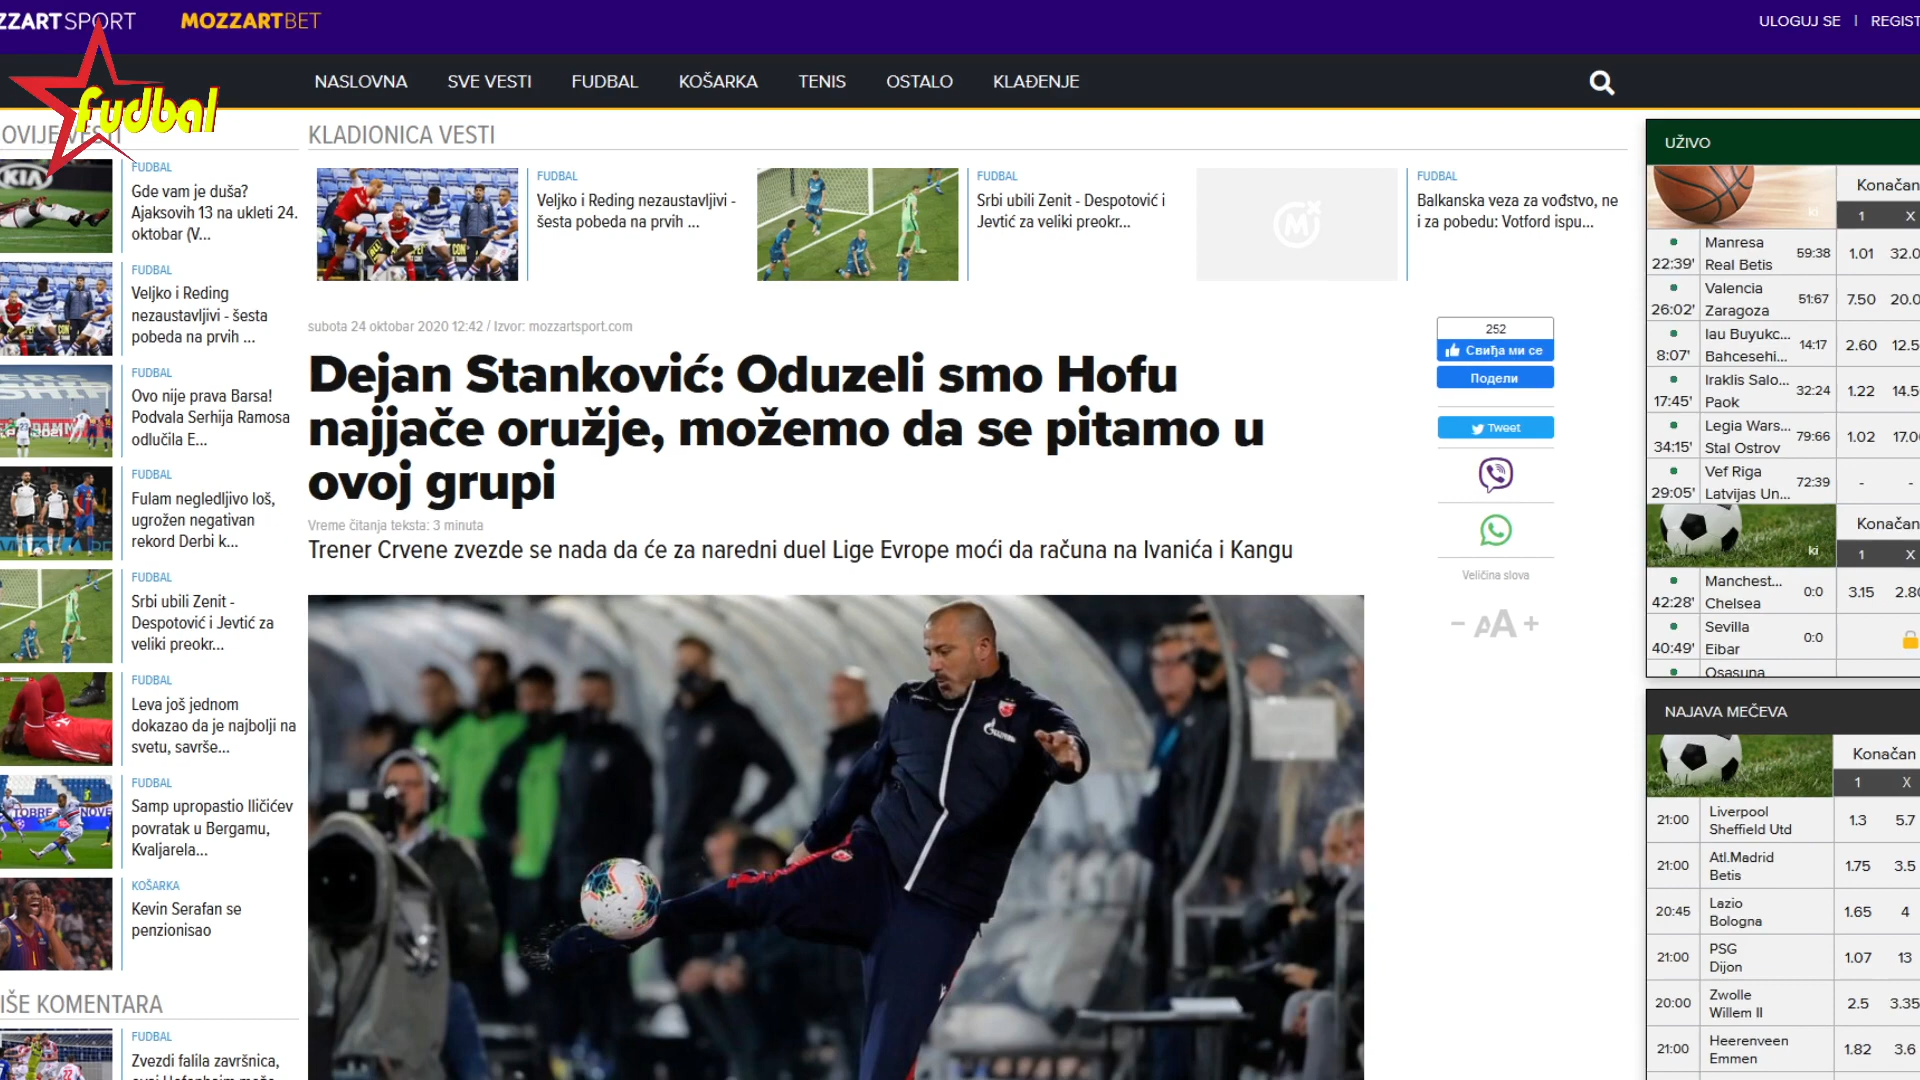 ZZARTSPORT
MOZZARTBET
ULOGUJ SE | REGIST
fudbal
NASLOVNA
SVE VESTI
FUDBAL
KOŠARKA
TENIS
OSTALO
KLAĐENJE
OVIJE VESTI
FUDBAL
Gde vam je duša?
Ajaksovih 13 na ukleti 24.
oktobar (V...
FUDBAL
Veljko i Reding
nezaustavljivi - šesta
pobeda na prvih ...
FUDBAL
Ovo nije prava Barsa!
Podvala Serhija Ramosa
odlučila E...
FUDBAL
Fulam negledljivo loš,
ugrožen negativan
rekord Derbi k...
FUDBAL
Srbi ubili Zenit -
Despotović i Jevtić za
veliki preokr...
FUDBAL
Leva još jednom
dokazao da je najbolji na
svetu, savrše...
FUDBAL
Samp upropastio Iličićev
povratak u Bergamu,
Kvaljarela...
KOŠARKA
Kevin Serafan se
penzionisao
IŠE KOMENTARA
FUDBAL
Zvezdi falila završnica,
KIA
KLADIONICA VESTI
FUDBAL
Veljko i Reding nezaustavljivi -
šesta pobeda na prvih ...
FUDBAL
Srbi ubili Zenit - Despotović i
Jevtić za veliki preokr...
FUDBAL
Balkanska veza za vođstvo, ne
i za pobedu: Votford ispu...
subota 24 oktobar 2020 12:42 / Izvor: mozzartsport.com
Dejan Stanković: Oduzeli smo Hofu
najjače oružje, možemo da se pitamo u
ovoj grupi
Vreme čitanja teksta: 3 minuta
Trener Crvene zvezde se nada da će za naredni duel Lige Evrope moći da računa na Ivanića i Kangu
252
Свиђа ми се
Подели
Tweet
Veličina slova
- AA +
UŽIVO
Konačan
1 X
22:39' Manresa Real Betis 59:38 1.01 32.0
26:02' Valencia Zaragoza 51:67 7.50 20.0
8:07' Iau Buyukc... Bahcesehi... 14:17 2.60 12.5
17:45' Iraklis Salo... Paok 32:24 1.22 14.5
34:15' Legia Wars... Stal Ostrov 79:66 1.02 17.0
29:05' Vef Riga Latvijas Un... 72:39 - -
ki
Konačan
1 X
42:28' Manchest... Chelsea 0:0 3.15 2.80
40:49' Sevilla Eibar 0:0
Osasuna
NAJAVA MEČEVA
Konačan
1 X
21:00 Liverpool Sheffield Utd 1.3 5.7
21:00 Atl.Madrid Betis 1.75 3.5
20:45 Lazio Bologna 1.65 4
21:00 PSG Dijon 1.07 13
20:00 Zwolle Willem II 2.5 3.35
21:00 Heerenveen Emmen 1.82 3.6